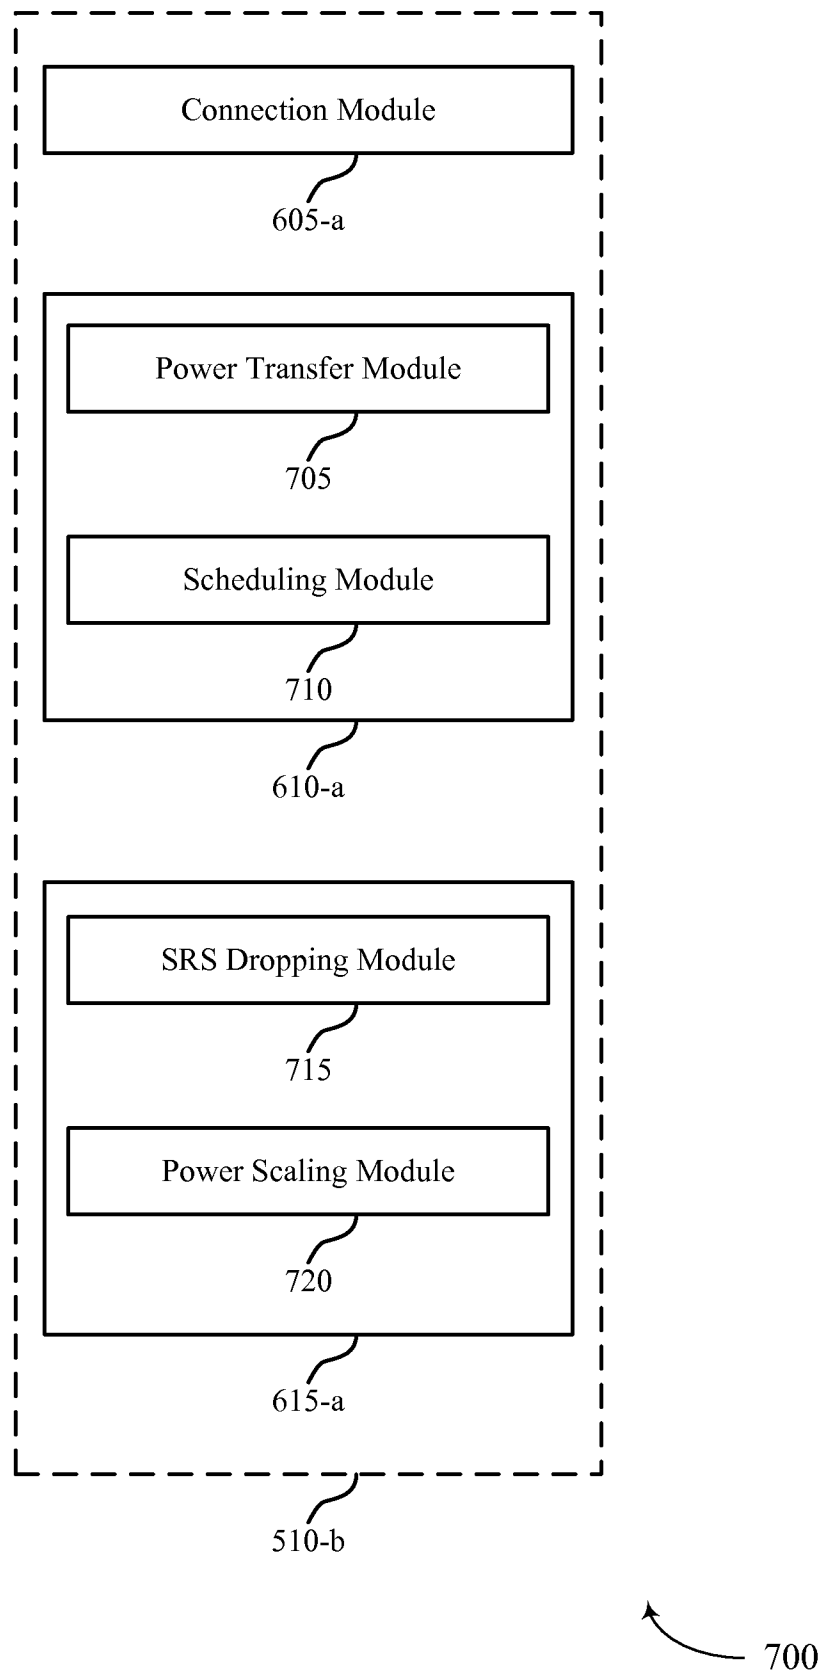 Connection Module
605-a
Power Transfer Module
705
Scheduling Module
710
610-a
SRS Dropping Module
715
Power Scaling Module
720
615-a
510-b
700